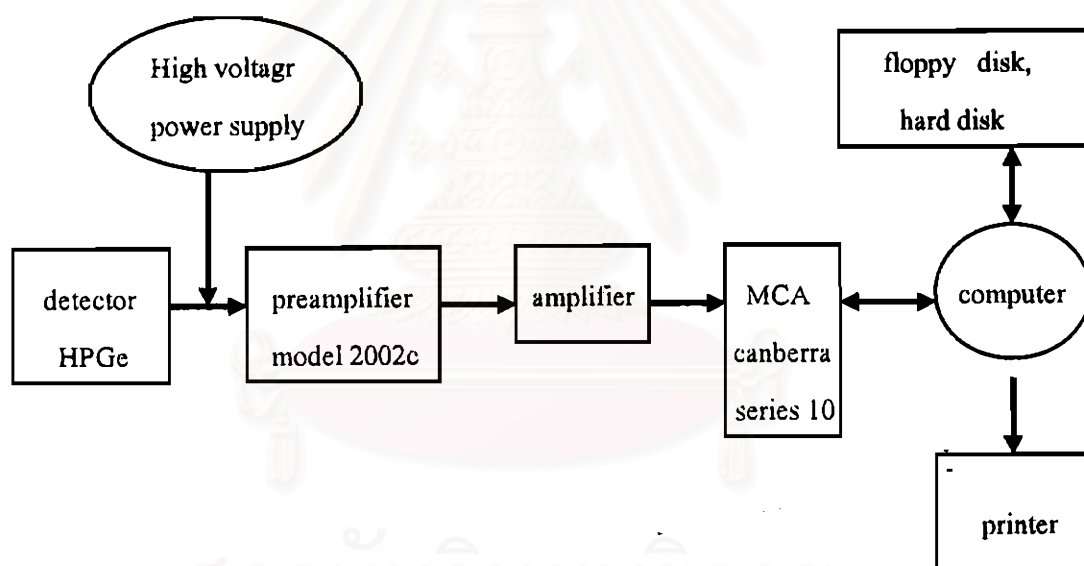 High voltagr
power supply
floppy disk,
hard disk
detector
HPGe
preamplifier
model 2002c
amplifier
MCA
canberra
series 10
computer
printer